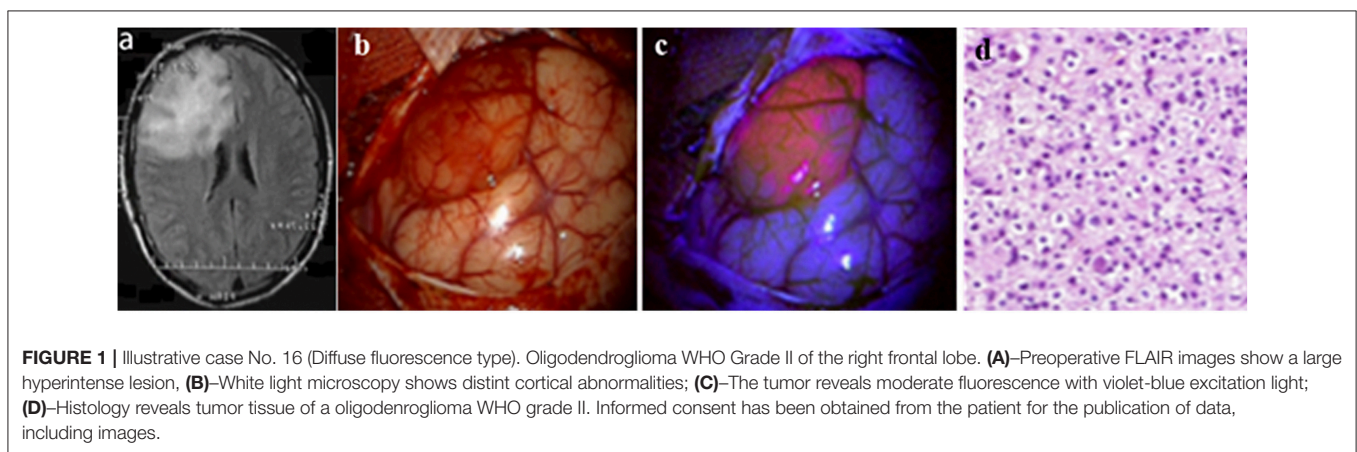 a
b
c
d
FIGURE 1 | Illustrative case No. 16 (Diffuse fluorescence type). Oligodendroglioma WHO Grade II of the right frontal lobe. (A)–Preoperative FLAIR images show a large
hyperintense lesion, (B)–White light microscopy shows distint cortical abnormalities; (C)–The tumor reveals moderate fluorescence with violet-blue excitation light;
(D)–Histology reveals tumor tissue of a oligodenroglioma WHO grade II. Informed consent has been obtained from the patient for the publication of data,
including images.